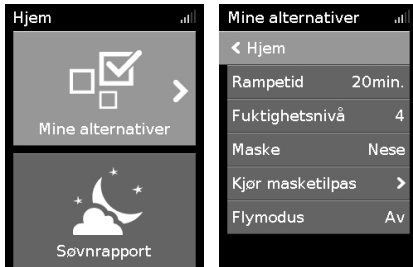 Hjem
Mine alternativer
Søvnrapport
Mine alternativer
Hjem
Rampetid 20min.
Fuktighetsnivå 4
Maske Nese
Kjør masketilpas
Flymodus Av